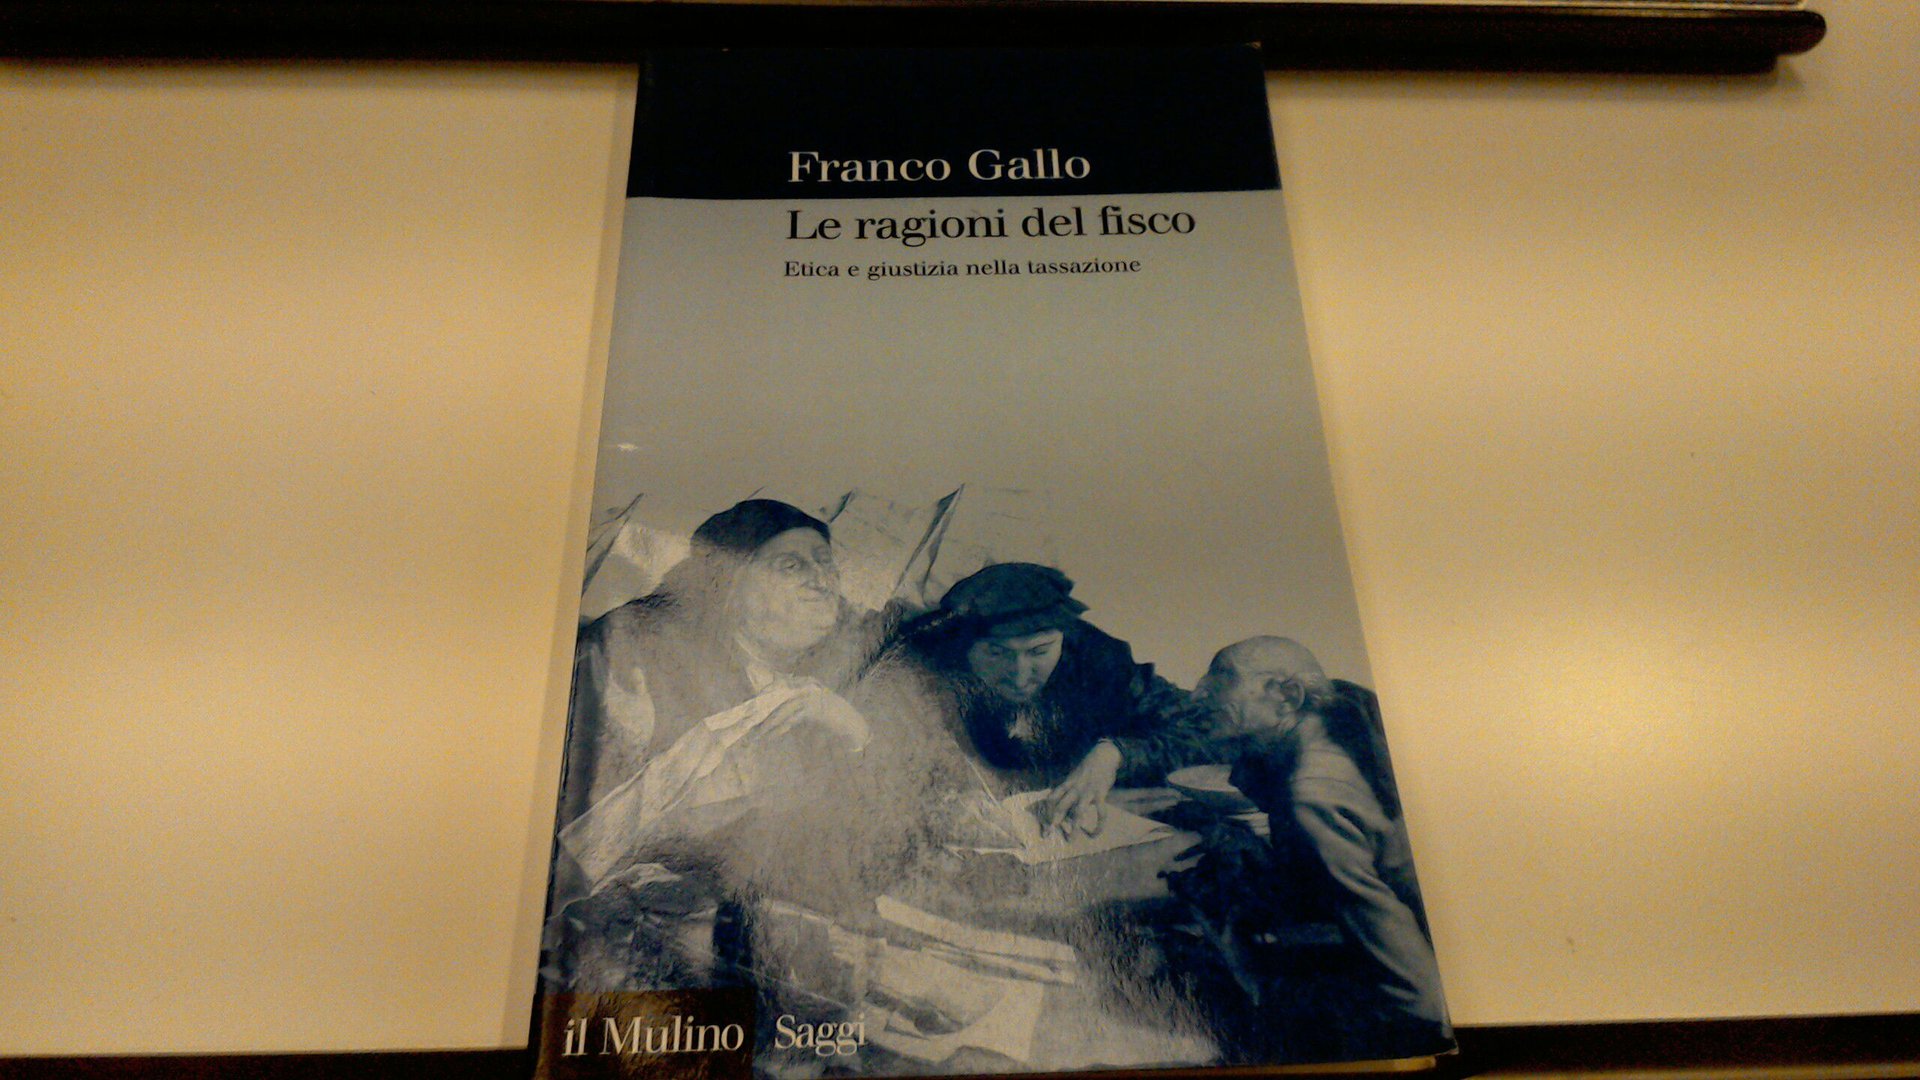 Franco Gallo
Le ragioni del fisco
Etica e giustizia nella tassazione
il Mulino Saggi